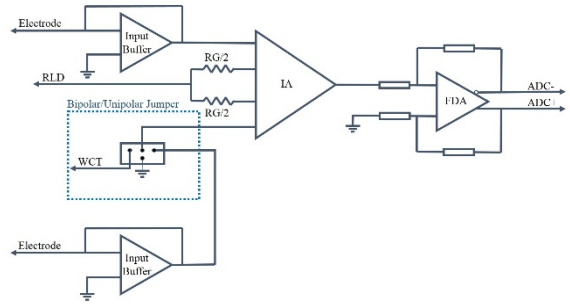 Electrode
Input
Buffer
RG/2
RLD
IA
RG/2
Bipolar/Unipolar Jumper
WCT
FDA
ADC-
ADC+
Electrode
Input
Buffer